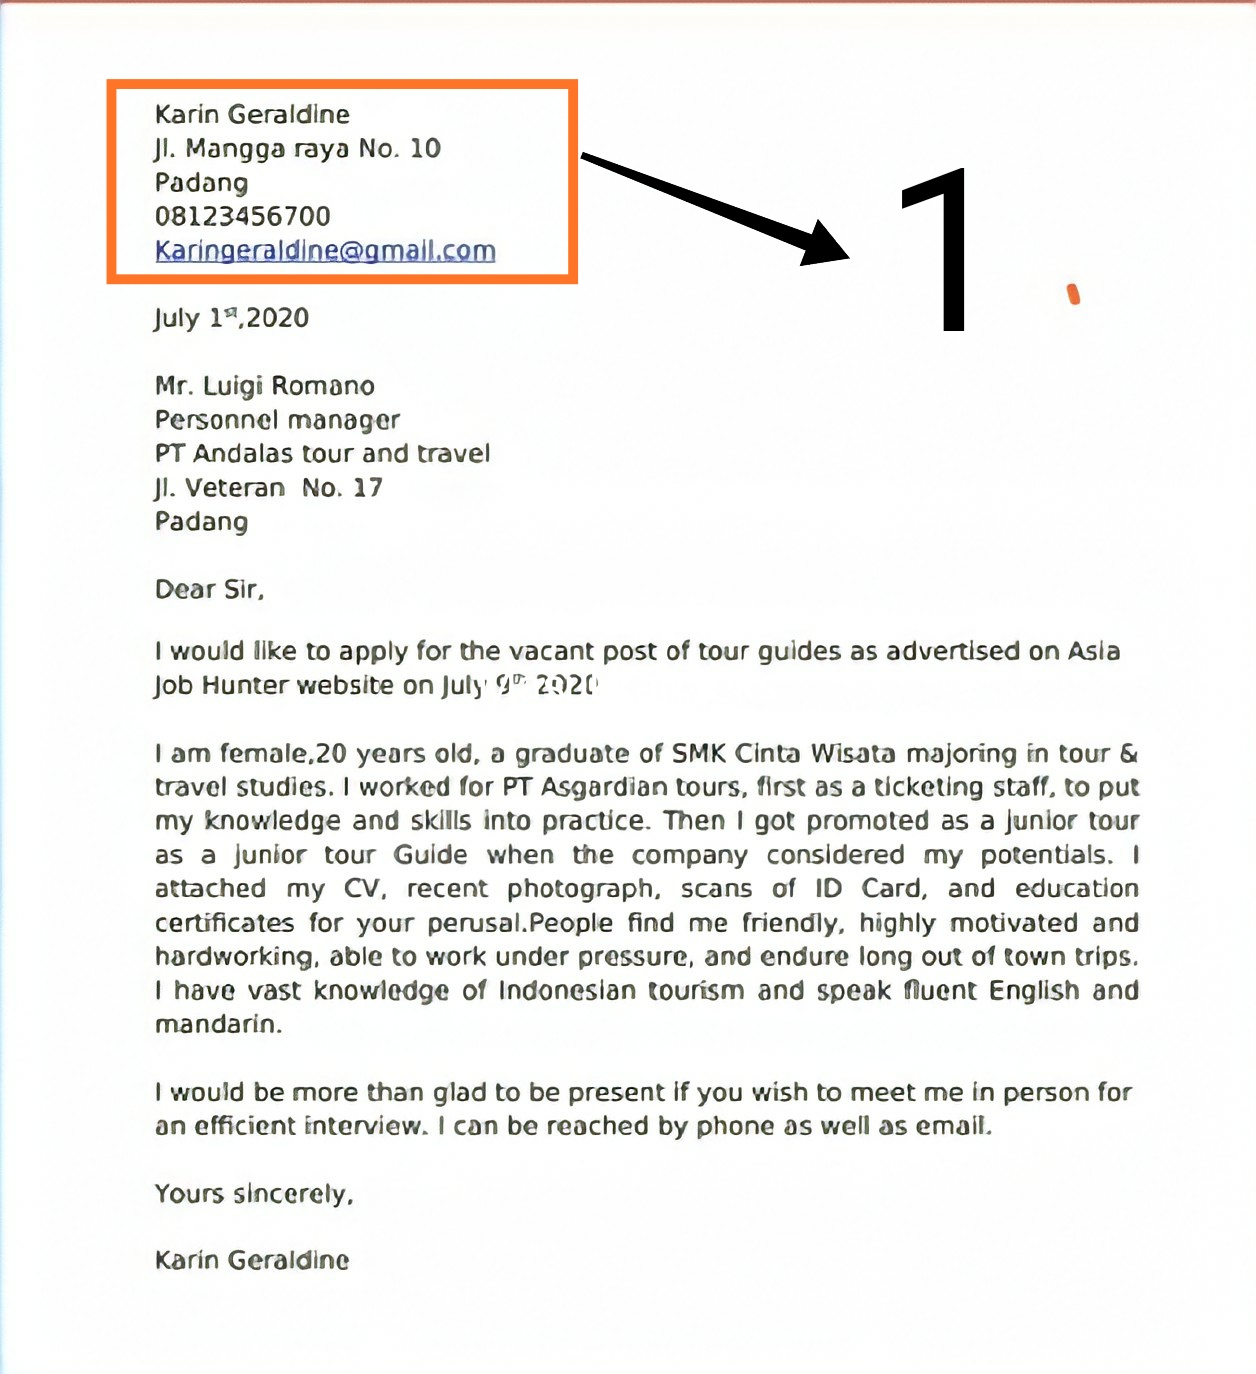 Karin Geraldine
Jl. Mangga raya No. 10
Padang
08123456700
Karingeraldine@gmail.com
1
July 1st,2020
Mr. Luigi Romano
Personnel manager
PT Andalas tour and travel
Jl. Veteran No. 17
Padang
Dear Sir,
I would like to apply for the vacant post of tour guides as advertised on Asia
Job Hunter website on July
I am female,20 years old, a graduate of SMK Cinta Wisata majoring in tour &
travel studies. I worked for PT Asgardian tours, first as a ticketing staff, to put
my knowledge and skills into practice. Then I got promoted as a junior tour
as a junior tour Guide when the company considered my potentials. I
attached my CV, recent photograph, scans of ID Card, and education
certificates for your perusal.People find me friendly, highly motivated and
hardworking, able to work under pressure, and endure long out of town trips.
I have vast knowledge of Indonesian tourism and speak fluent English and
mandarin.
I would be more than glad to be present if you wish to meet me in person for
an efficient interview. I can be reached by phone as well as email.
Yours sincerely,
Karin Geraldine